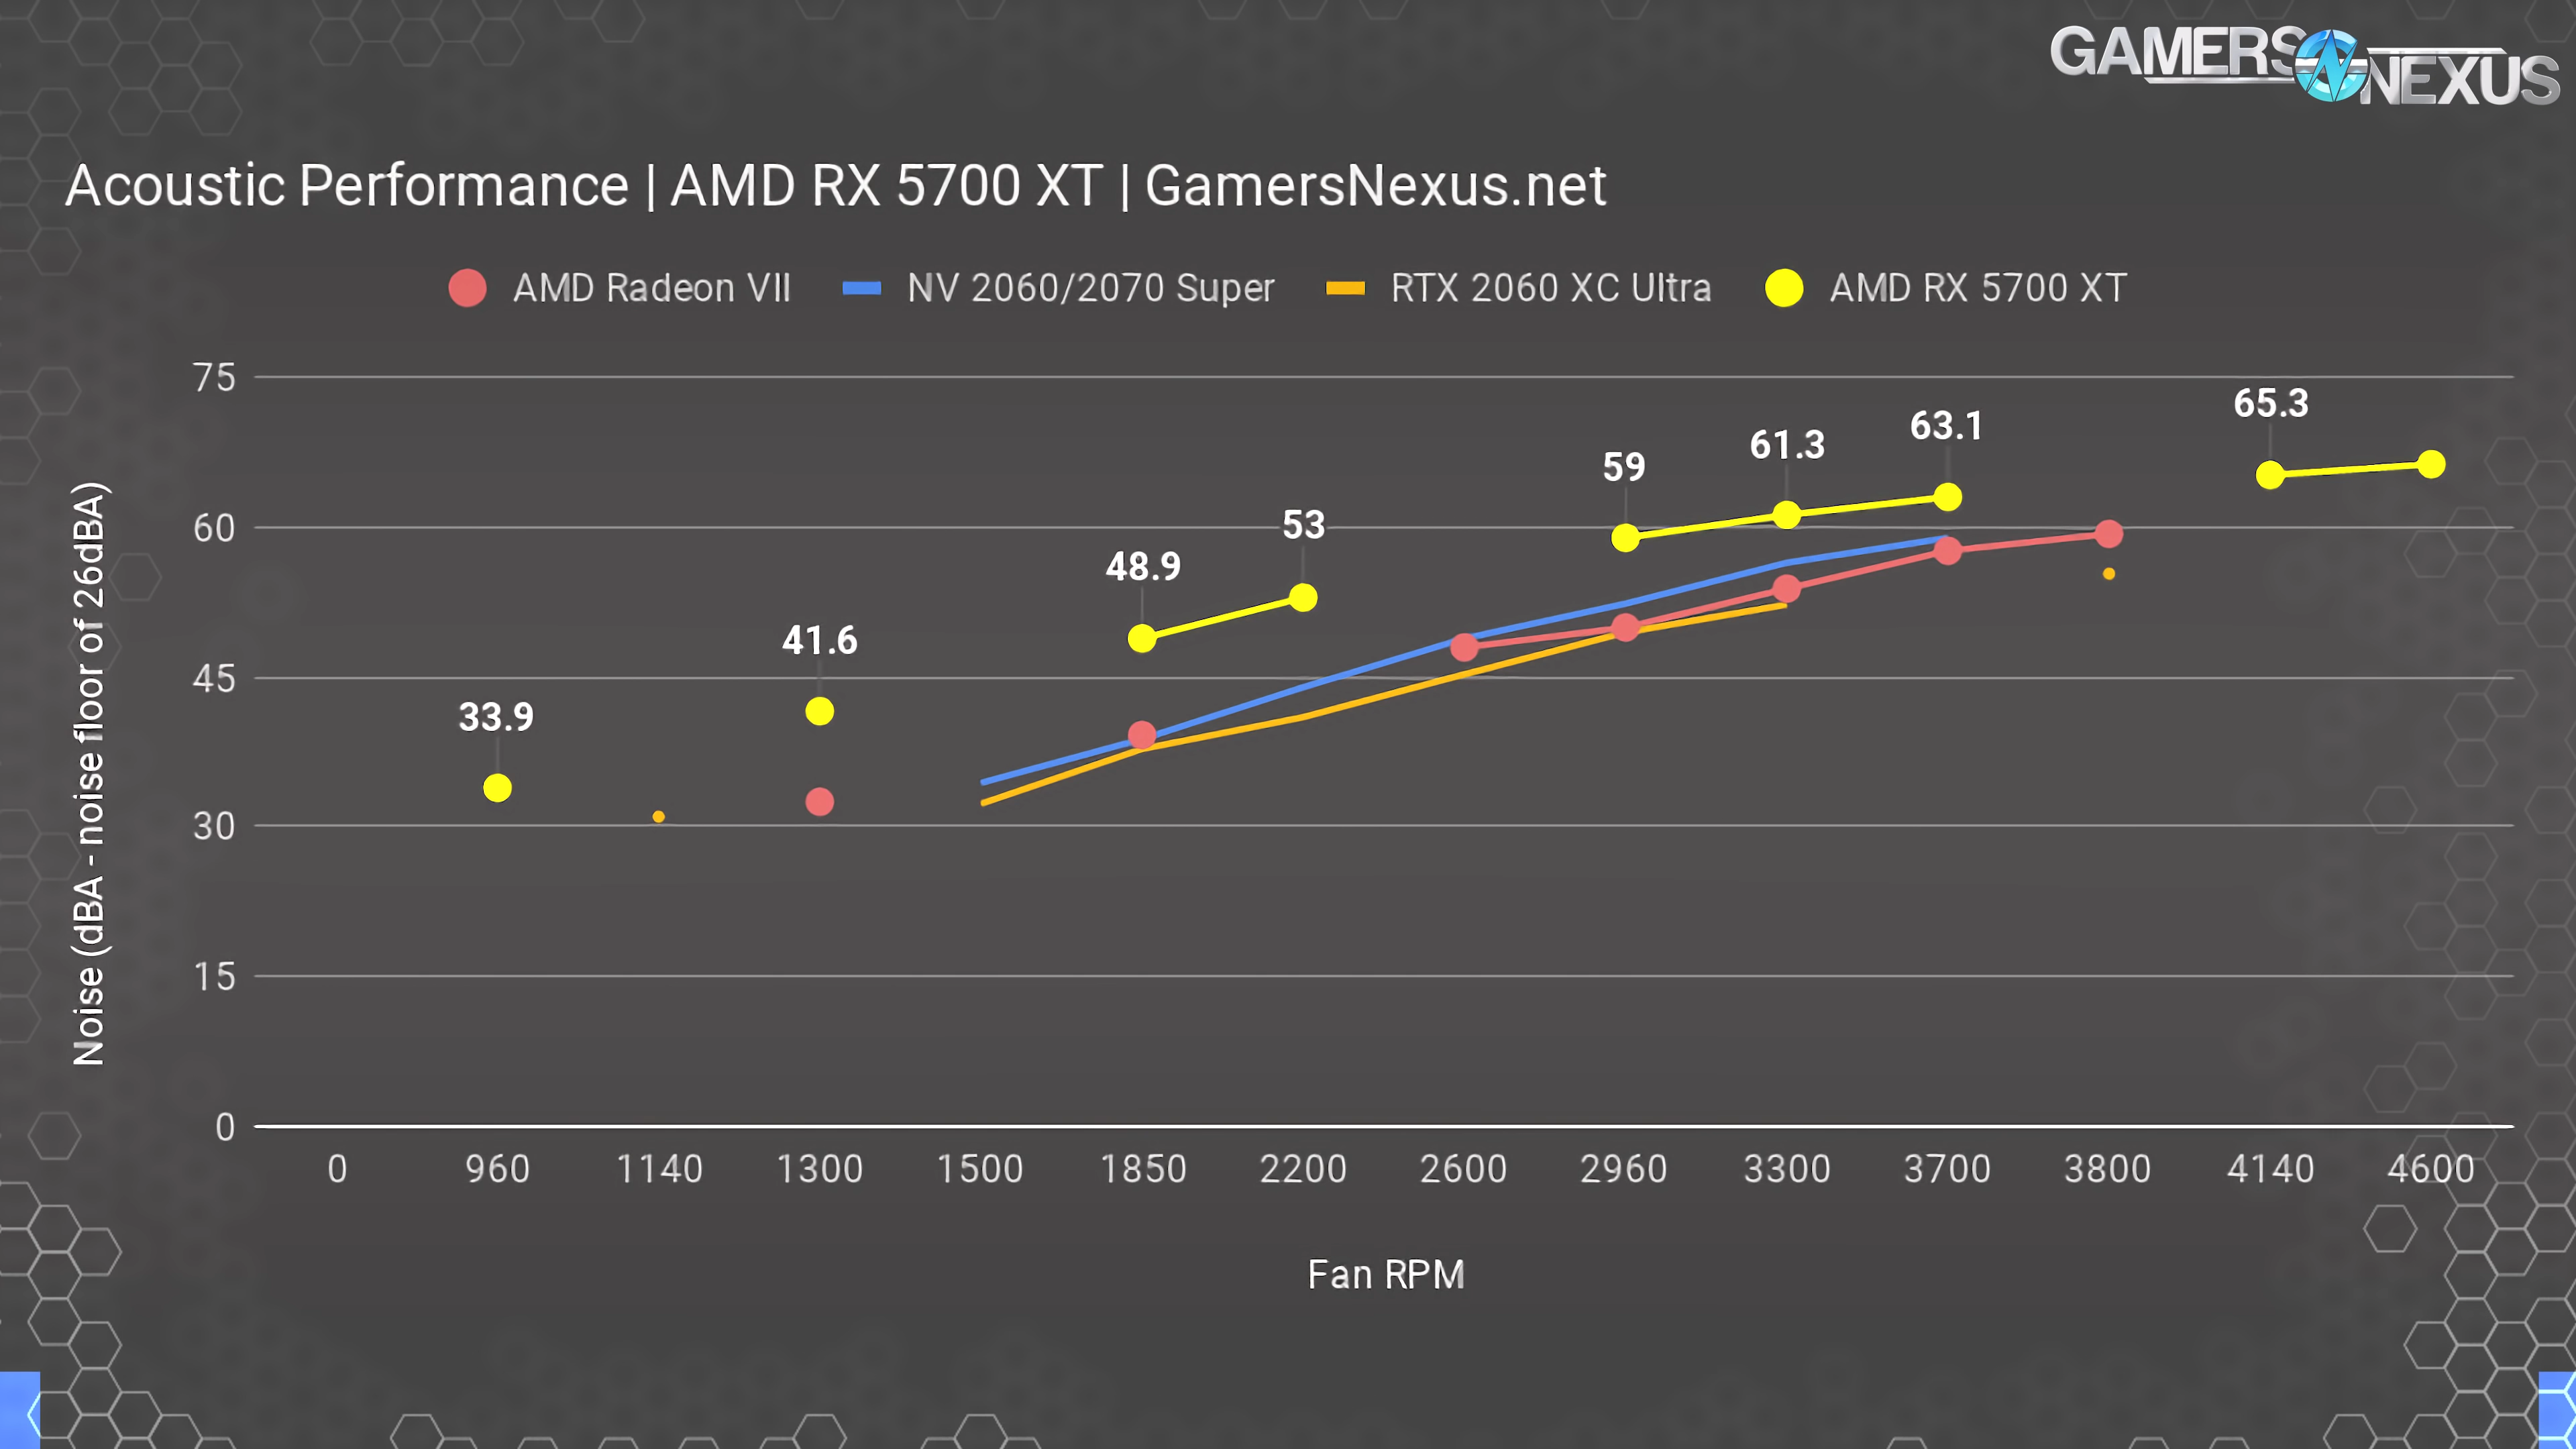 GAMERS NEXUS
Acoustic Performance | AMD RX 5700 XT | GamersNexus.net
AMD Radeon VII NV 2060/2070 Super RTX 2060 XC Ultra AMD RX 5700 XT
75
65.3
63.1
61.3
59
60
53
48.9
41.6
45
33.9
30
15
0
Noise (dBA - noise floor of 26dBA)
0 960 1140 1300 1500 1850 2200 2600 2960 3300 3700 3800 4140 4600
Fan RPM